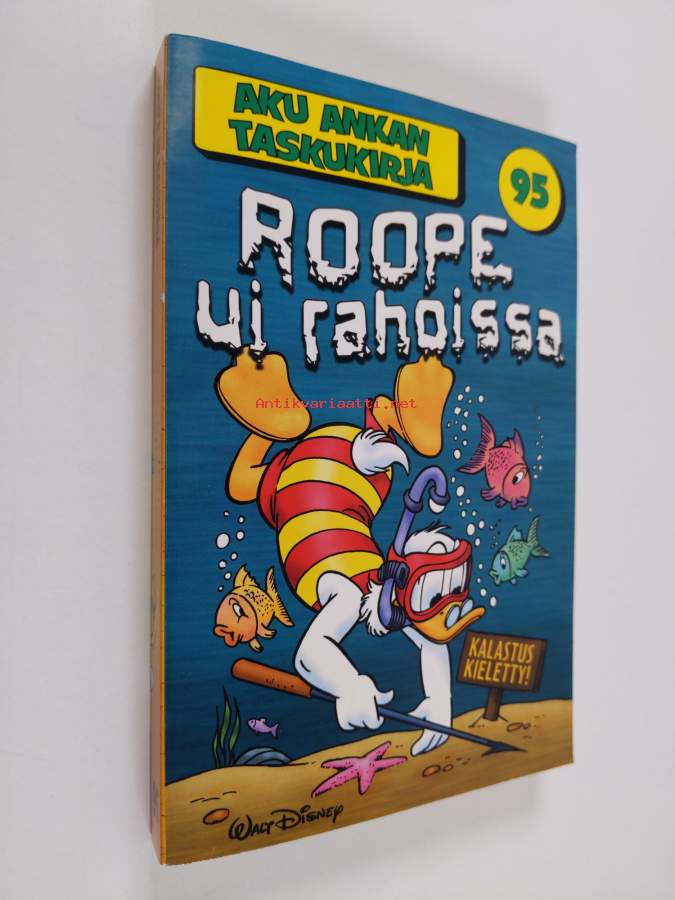 AKU ANKAN
TASKUKIRJA
95
ROOPE
ui rahoissa
Antikvariaatti.net
KALASTUS
KIELETTY!
WALT DISNEY